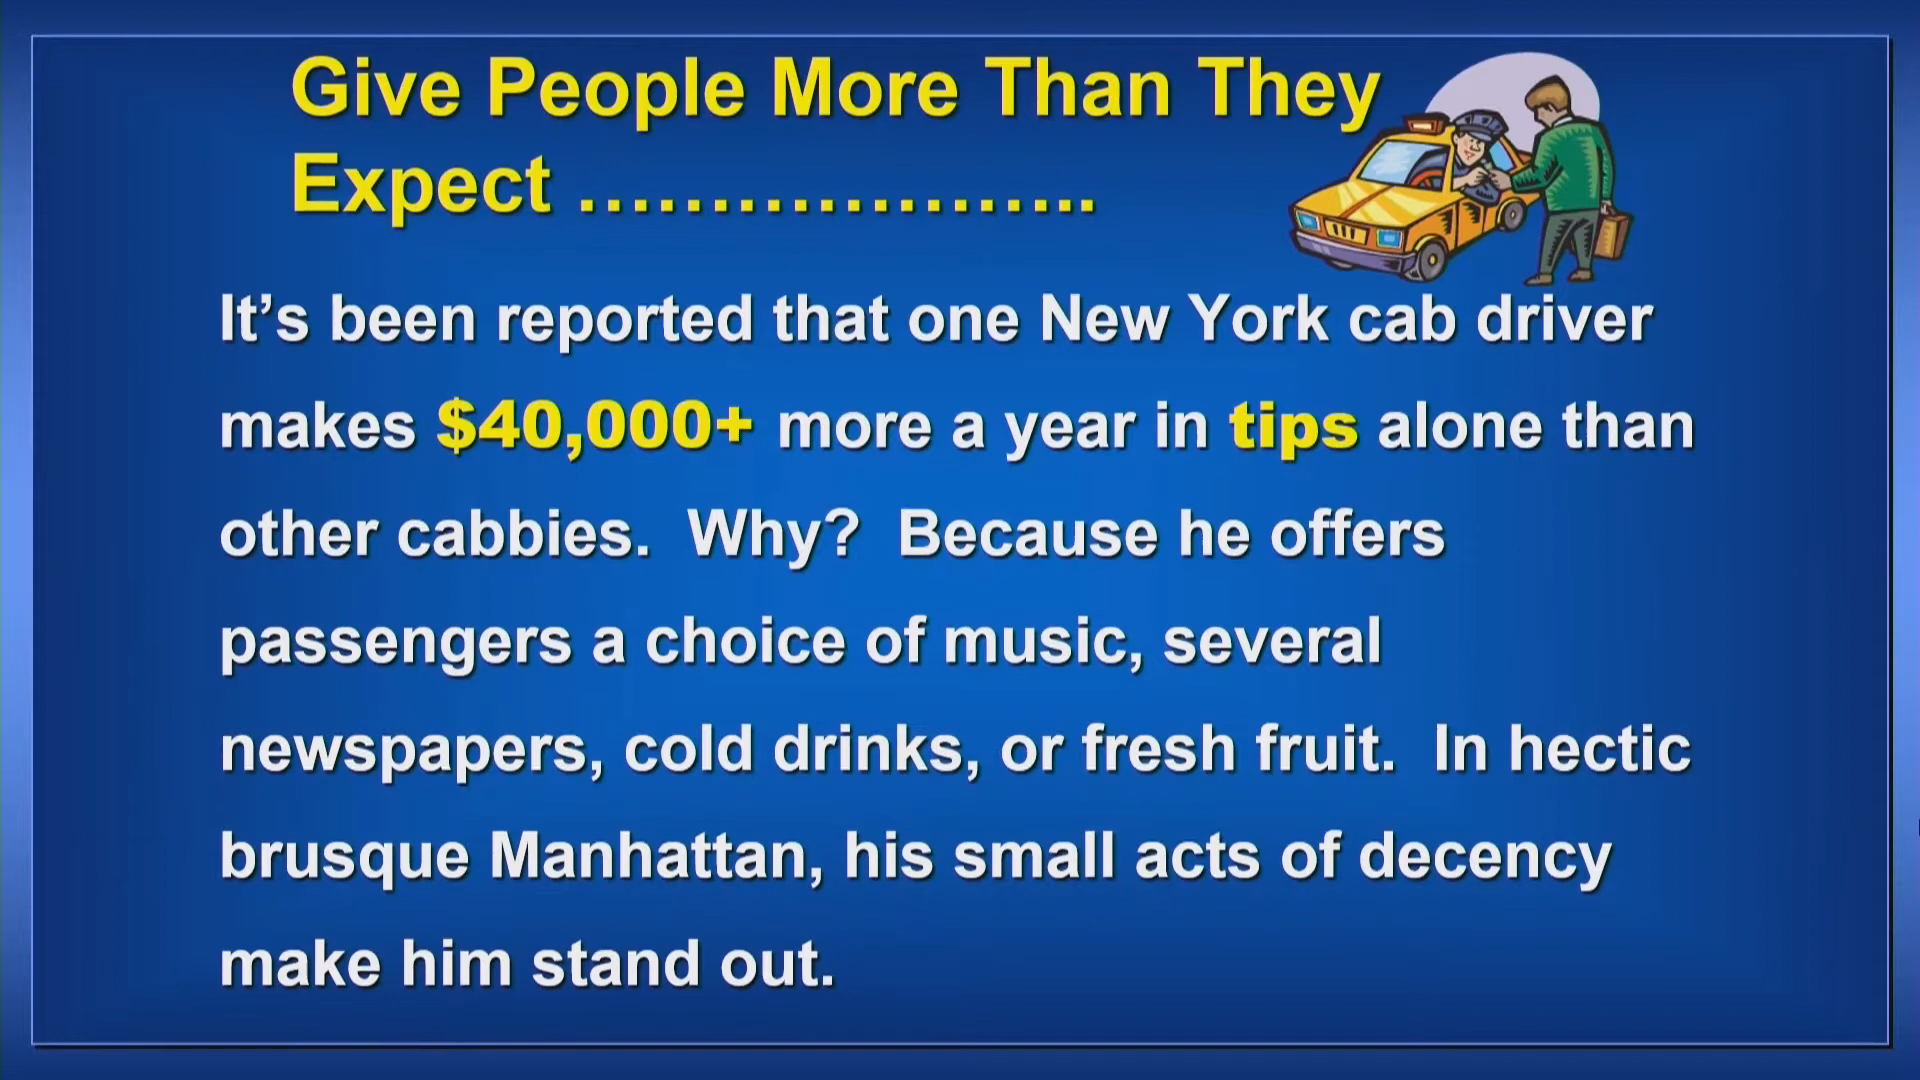 Give People More Than They
Expect …………………..
It’s been reported that one New York cab driver
makes $40,000+ more a year in tips alone than
other cabbies.  Why?  Because he offers
passengers a choice of music, several
newspapers, cold drinks, or fresh fruit.  In hectic
brusque Manhattan, his small acts of decency
make him stand out.